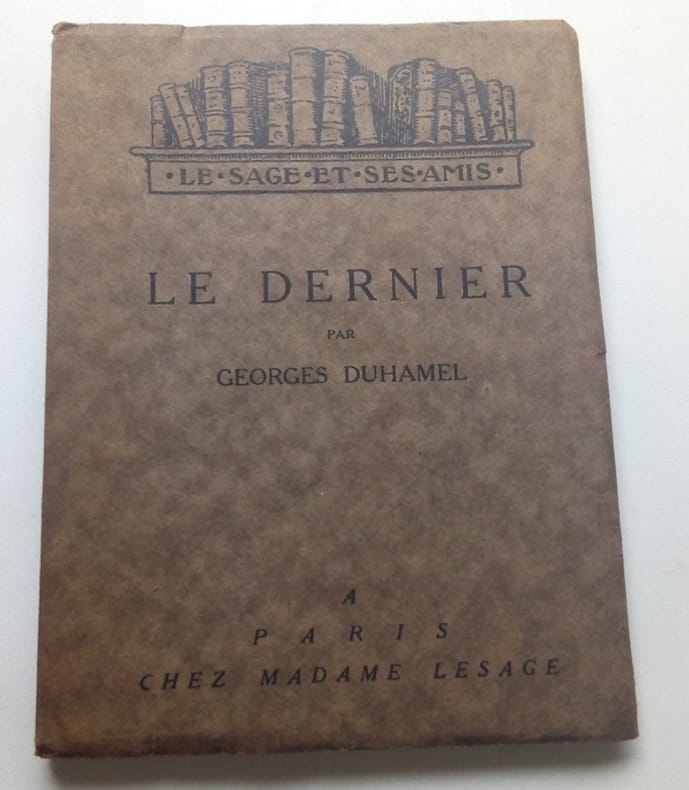 ·LE·SAGE·ET·SES·AMIS·
LE DERNIER
PAR
GEORGES DUHAMEL
A
PARIS
CHEZ MADAME LESAGE